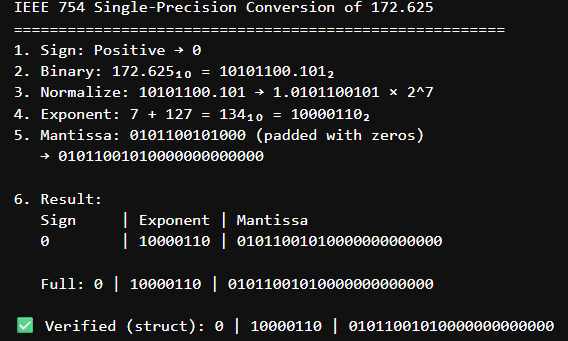 IEEE 754 Single-Precision Conversion of 172.625
=======================================================
1. Sign: Positive → 0
2. Binary: 172.625₁₀ = 10101100.101₂
3. Normalize: 10101100.101 → 1.0101100101 × 2^7
4. Exponent: 7 + 127 = 134₁₀ = 10000110₂
5. Mantissa: 0101100101000 (padded with zeros)
→ 01011001010000000000000
6. Result:
Sign | Exponent | Mantissa
0 | 10000110 | 01011001010000000000000
Full: 0 | 10000110 | 01011001010000000000000
✅ Verified (struct): 0 | 10000110 | 01011001010000000000000